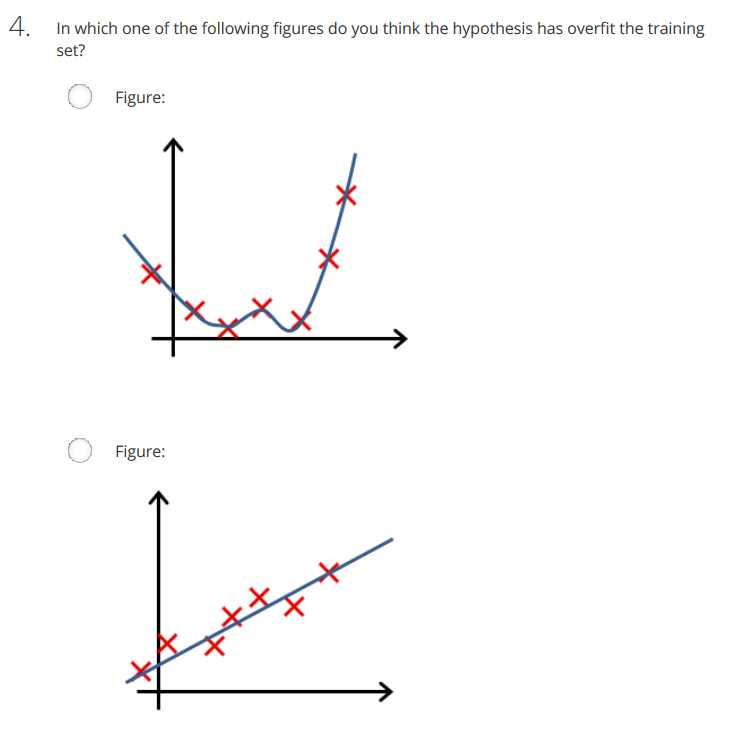 4. In which one of the following figures do you think the hypothesis has overfit the training
set?
Figure:
Figure: